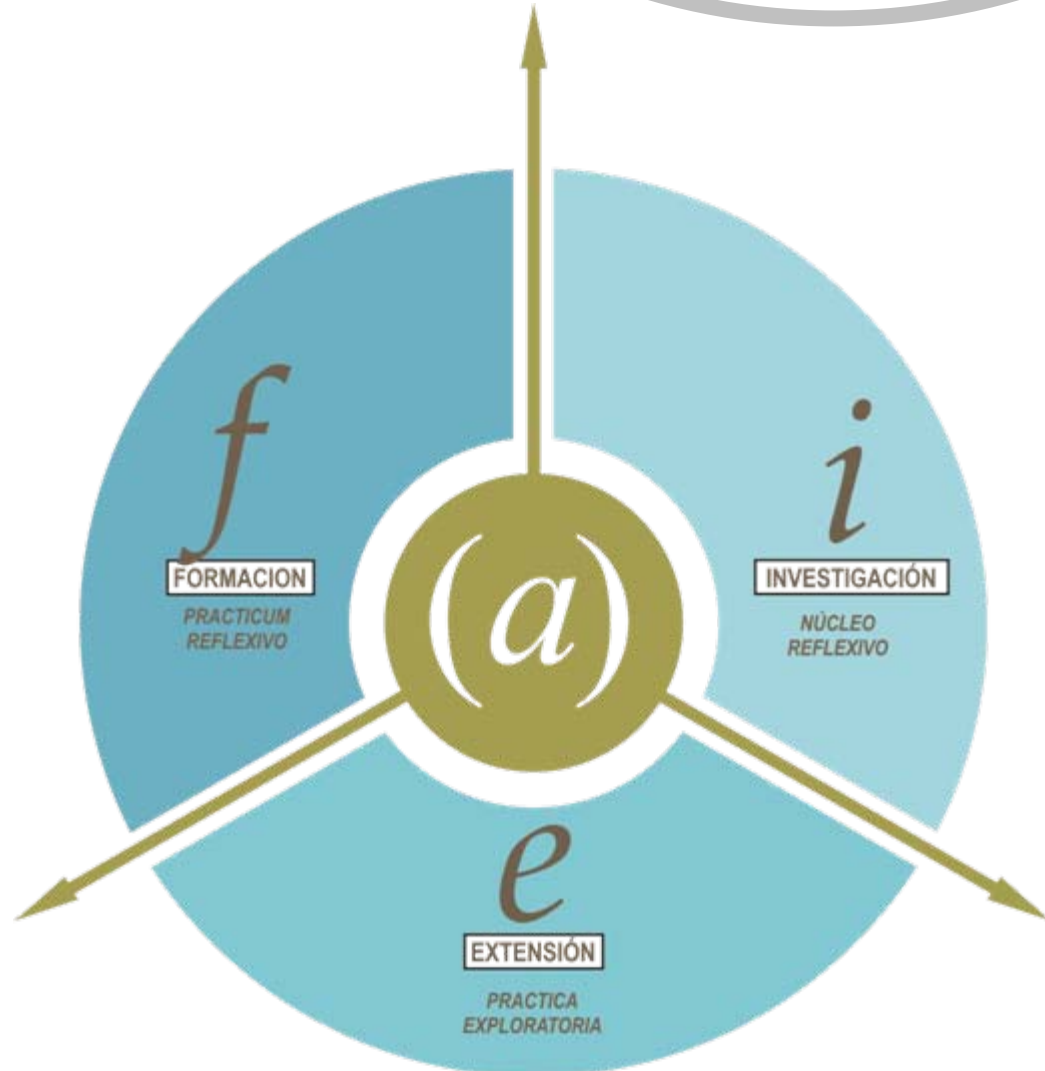 f
FORMACION
PRACTICUM
REFLEXIVO
i
INVESTIGACIÓN
NÚCLEO
REFLEXIVO
(a)
e
EXTENSIÓN
PRACTICA
EXPLORATORIA